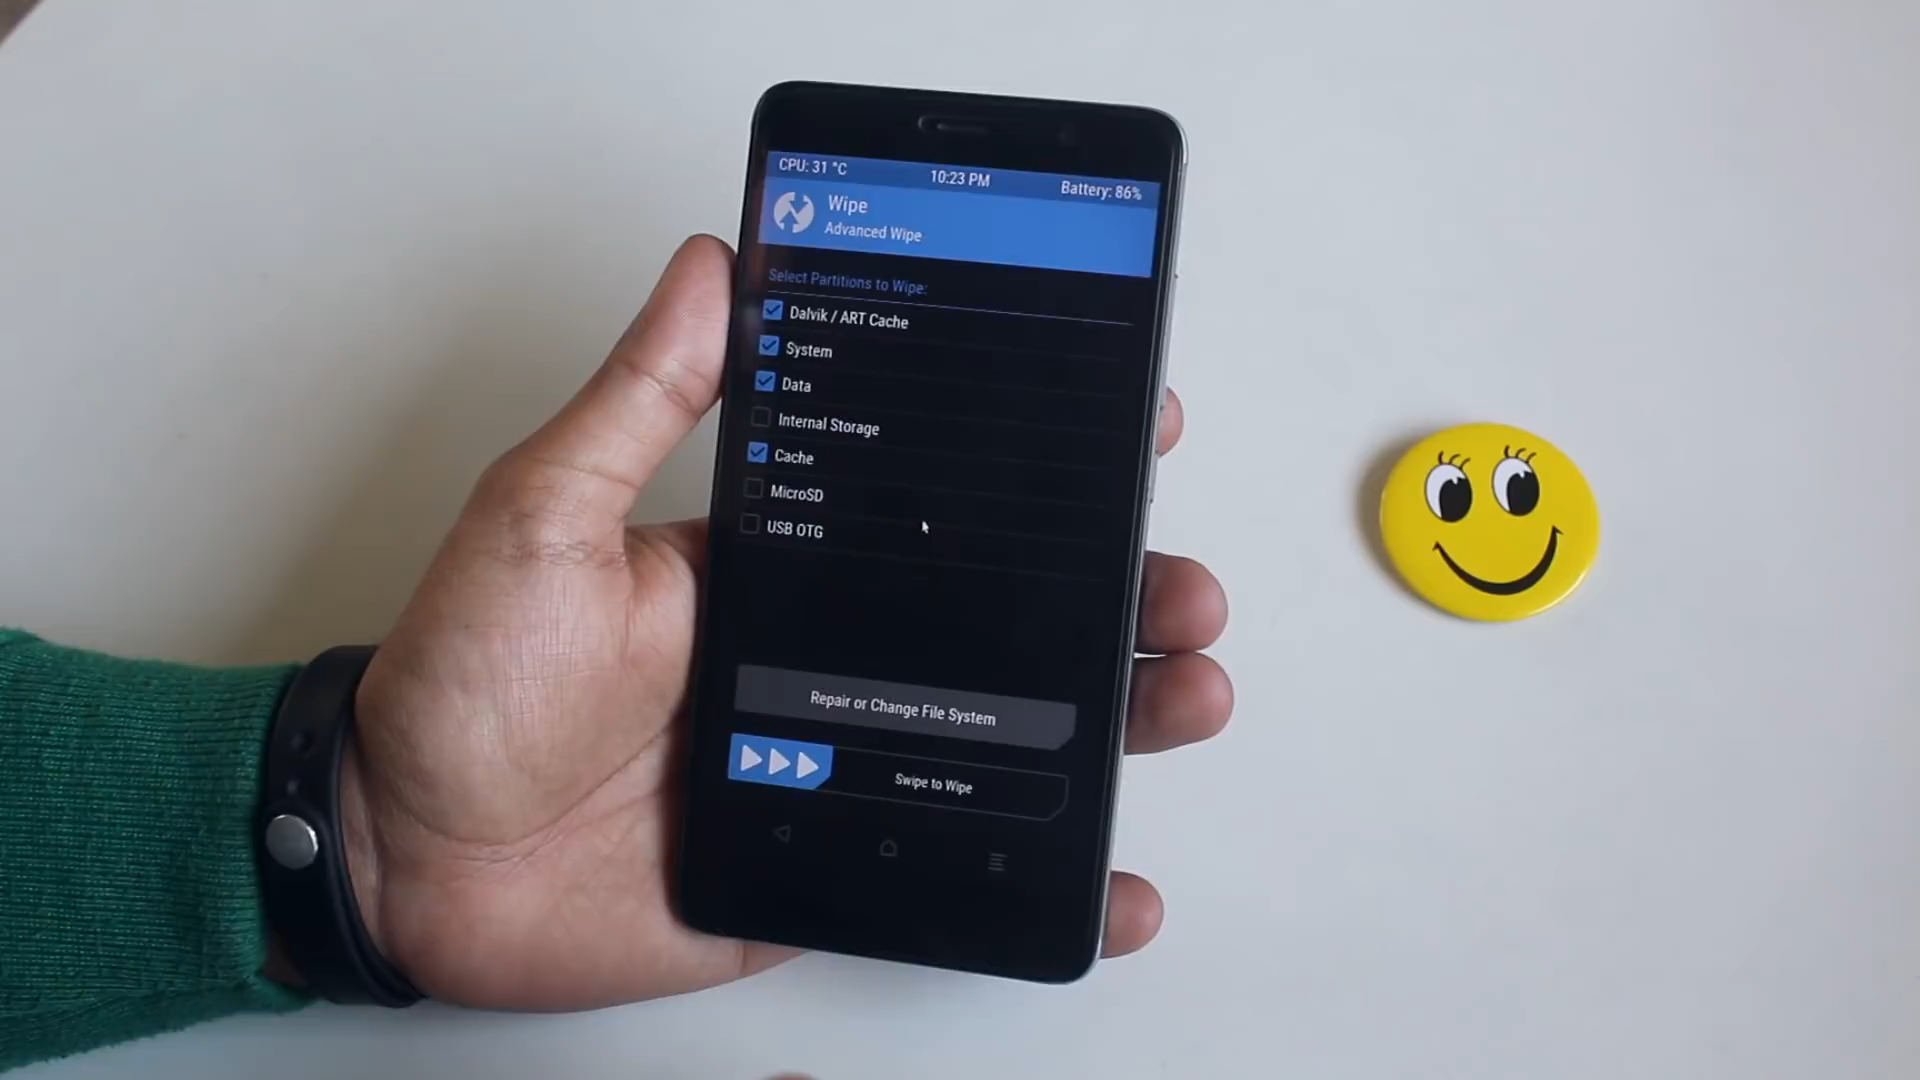 CPU: 31 °C 10:23 PM Battery: 86%
Wipe
Advanced Wipe
Select Partitions to Wipe:
Dalvik / ART Cache
System
Data
Internal Storage
Cache
MicroSD
USB OTG
Repair or Change File System
Swipe to Wipe